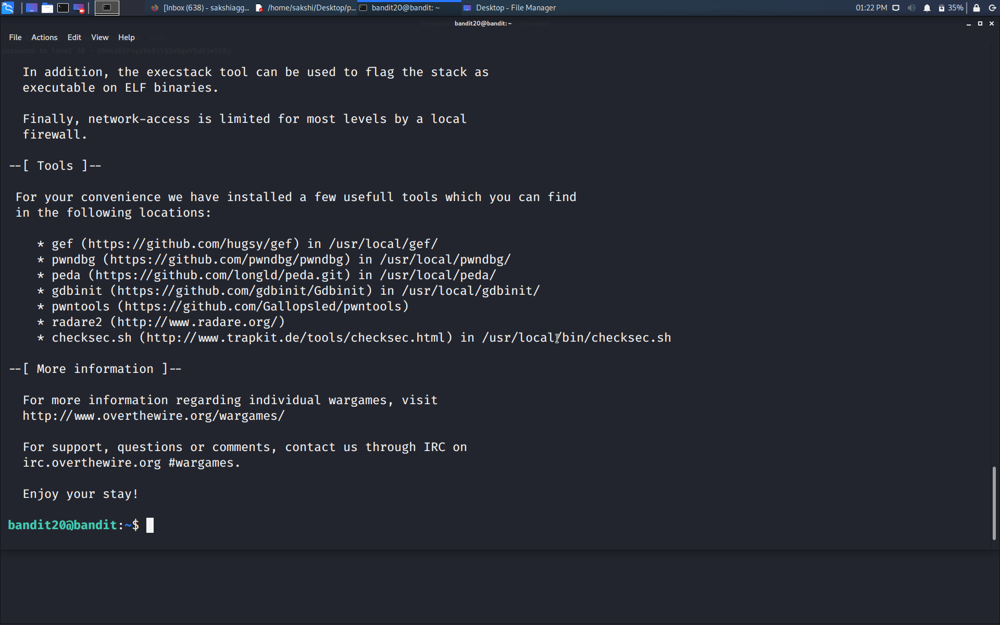 [Inbox (638) - sakshiagg...
/home/sakshi/Desktop/p...
bandit20@bandit: ~
Desktop - File Manager
01:22 PM
35%
bandit20@bandit: ~
File Actions Edit View Help
In addition, the execstack tool can be used to flag the stack as
executable on ELF binaries.
Finally, network-access is limited for most levels by a local
firewall.
--[ Tools ]--
For your convenience we have installed a few usefull tools which you can find
in the following locations:
* gef (https://github.com/hugsy/gef) in /usr/local/gef/
* pwndbg (https://github.com/pwndbg/pwndbg) in /usr/local/pwndbg/
* peda (https://github.com/longld/peda.git) in /usr/local/peda/
* gdbinit (https://github.com/gdbinit/Gdbinit) in /usr/local/gdbinit/
* pwntools (https://github.com/Gallopsled/pwntools)
* radare2 (http://www.radare.org/)
* checksec.sh (http://www.trapkit.de/tools/checksec.html) in /usr/local/bin/checksec.sh
--[ More information ]--
For more information regarding individual wargames, visit
http://www.overthewire.org/wargames/
For support, questions or comments, contact us through IRC on
irc.overthewire.org #wargames.
Enjoy your stay!
bandit20@bandit:~$